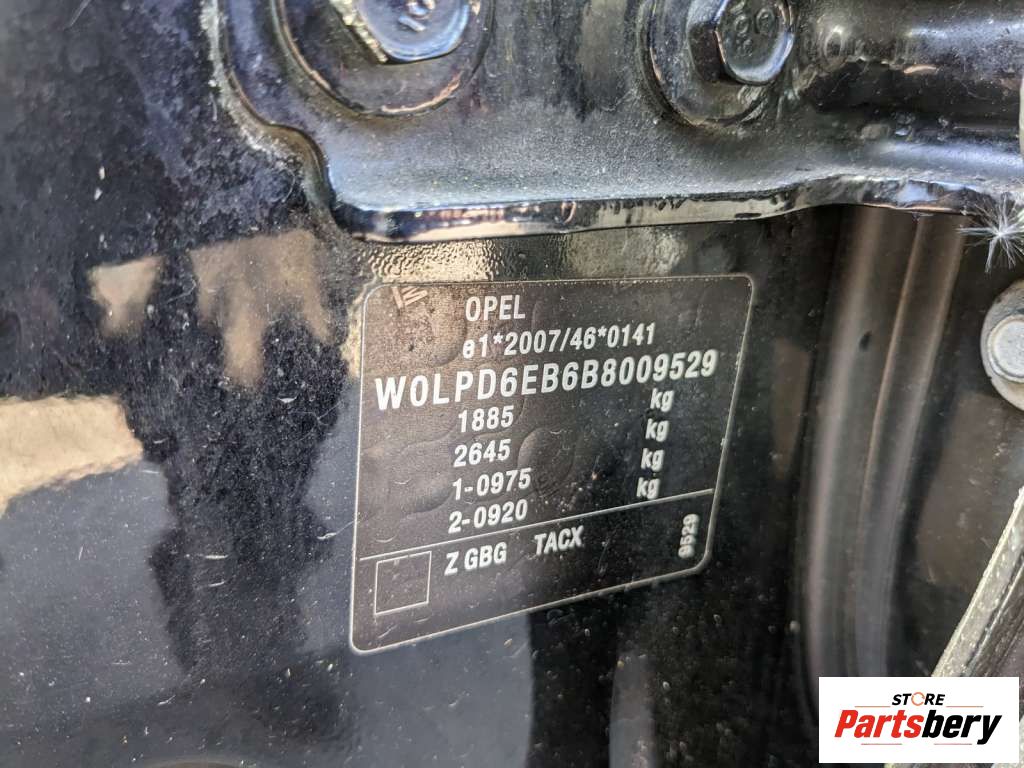 10
OPEL
e1*2007/46*0141
W0LPD6EB6B8009529
1885 kg
2645 kg
1-0975 kg
2-0920 kg
Z GBG TACX 9529
STORE
Partsbery